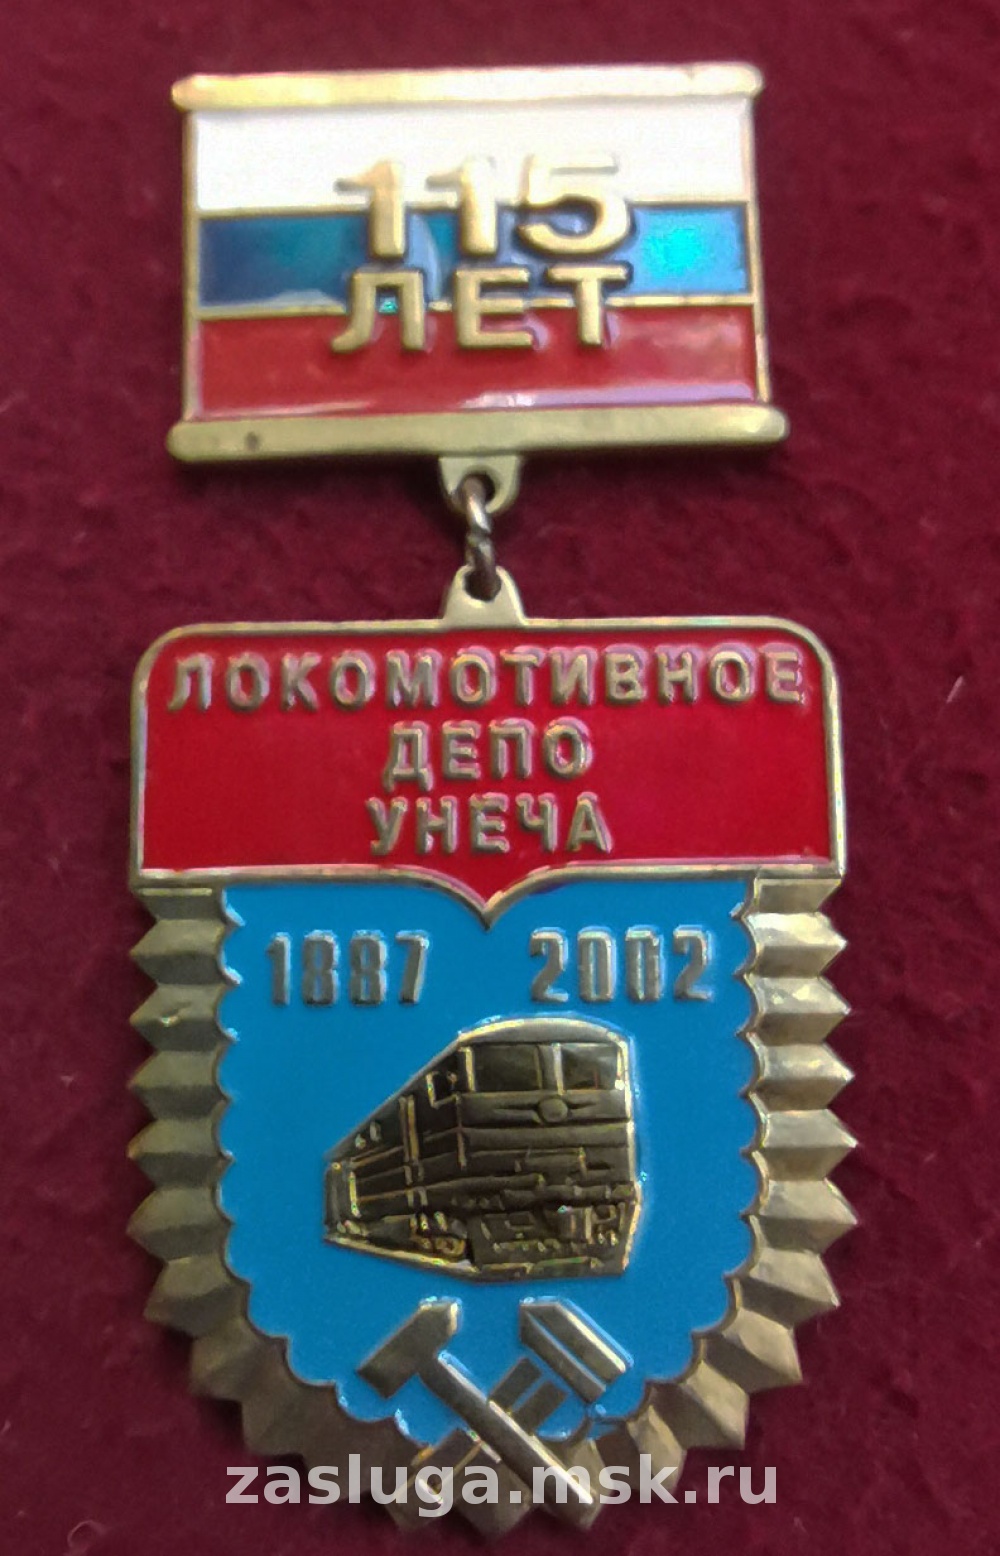 115
ЛЕТ
ЛОКОМОТИВНОЕ
ДЕПО
УНЕЧА
1887 2002
zasluga.msk.ru